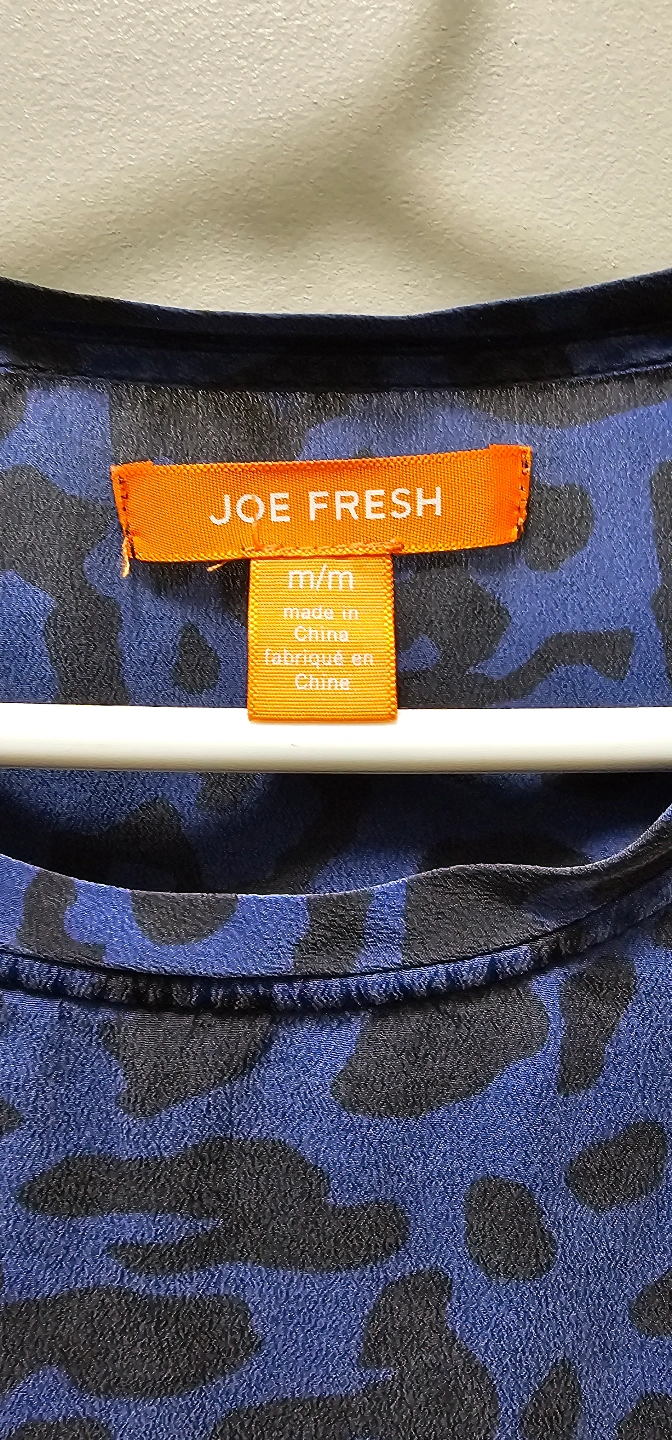 JOE FRESH
m/m
made in
China
fabriqué en
Chine